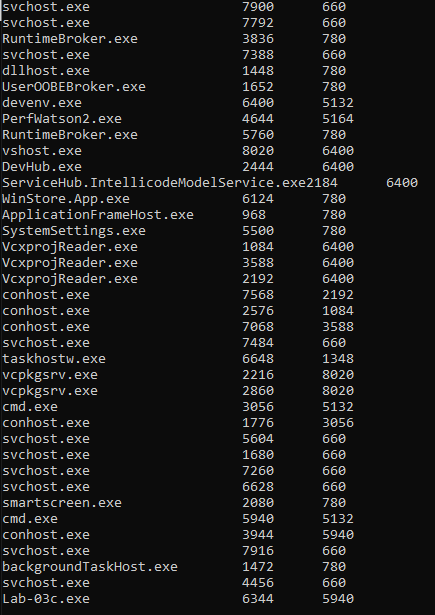 svchost.exe 7900 660
svchost.exe 7792 660
RuntimeBroker.exe 3836 780
svchost.exe 7388 660
dllhost.exe 1448 780
UserOOBEBroker.exe 1652 780
devenv.exe 6400 5132
PerfWatson2.exe 4644 5164
RuntimeBroker.exe 5760 780
vshost.exe 8020 6400
DevHub.exe 2444 6400
ServiceHub.IntellicodeModelService.exe2184 6400
WinStore.App.exe 6124 780
ApplicationFrameHost.exe 968 780
SystemSettings.exe 5500 780
VcxprojReader.exe 1084 6400
VcxprojReader.exe 3588 6400
VcxprojReader.exe 2192 6400
conhost.exe 7568 2192
conhost.exe 2576 1084
conhost.exe 7068 3588
svchost.exe 7484 660
taskhostw.exe 6648 1348
vcpkgsrv.exe 2216 8020
vcpkgsrv.exe 2860 8020
cmd.exe 3056 5132
conhost.exe 1776 3056
svchost.exe 5604 660
svchost.exe 1680 660
svchost.exe 7260 660
svchost.exe 6628 660
smartscreen.exe 2080 780
cmd.exe 5940 5132
conhost.exe 3944 5940
svchost.exe 7916 660
backgroundTaskHost.exe 1472 780
svchost.exe 4456 660
Lab-03c.exe 6344 5940